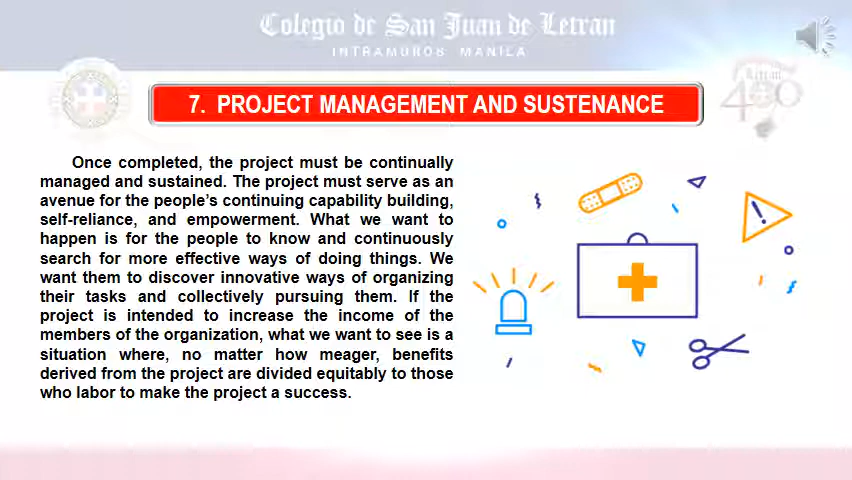 Colegio de San Juan de Letran
INTRAMUROS MANILA
Letran
400
7. PROJECT MANAGEMENT AND SUSTENANCE
Once completed, the project must be continually
managed and sustained. The project must serve as an
avenue for the people's continuing capability building,
self-reliance, and empowerment. What we want to
happen is for the people to know and continuously
search for more effective ways of doing things. We
want them to discover innovative ways of organizing
their tasks and collectively pursuing them. If the
project is intended to increase the income of the
members of the organization, what we want to see is a
situation where, no matter how meager, benefits
derived from the project are divided equitably to those
who labor to make the project a success.
!